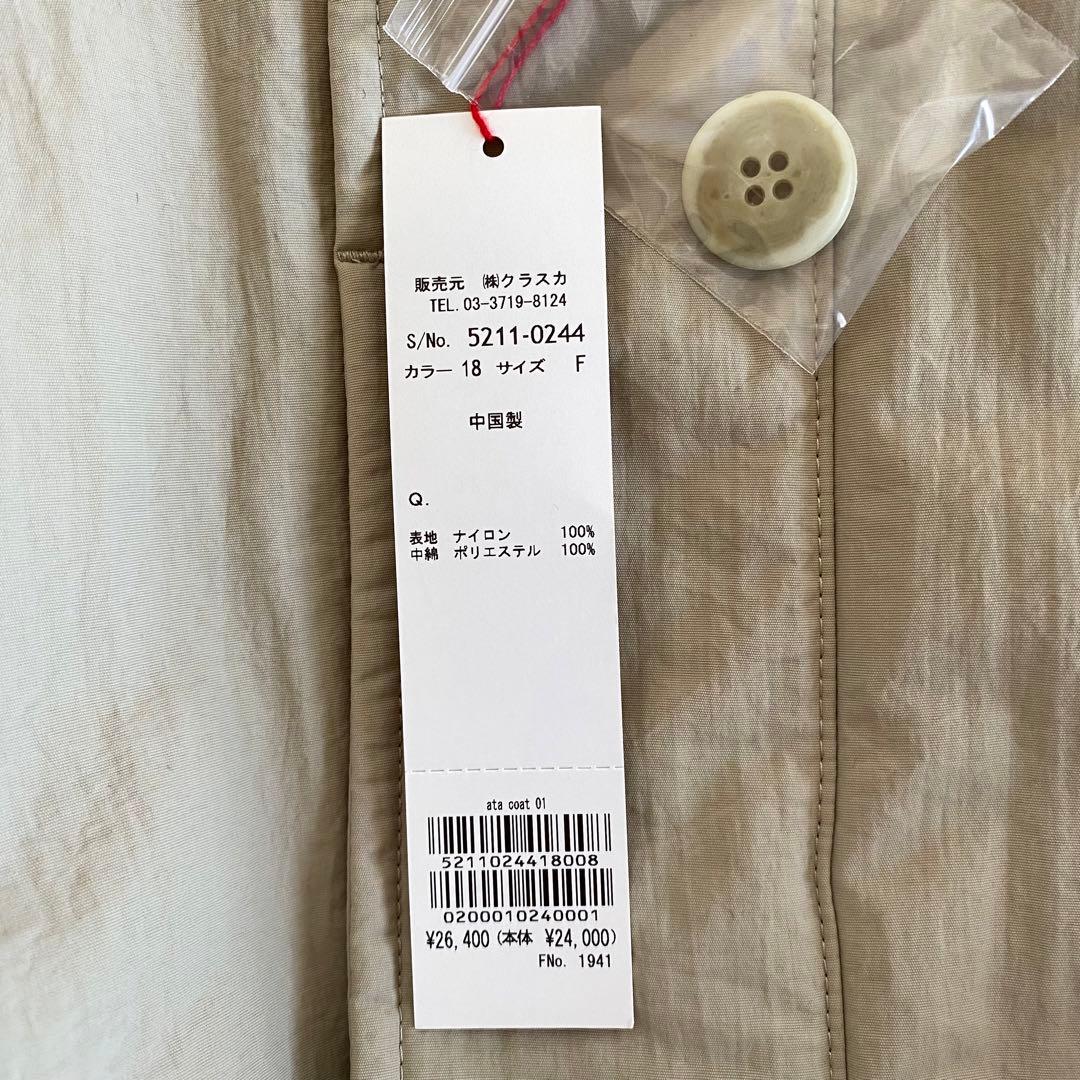 販売元 ㈱クラスカ
TEL.03-3719-8124
S/No. 5211-0244
カラー 18 サイズ F
中国製
Q.
表地 ナイロン 100%
中綿 ポリエステル 100%
ata coat 01
5211024418008
0200010240001
¥26,400(本体 ¥24,000)
FNo. 1941